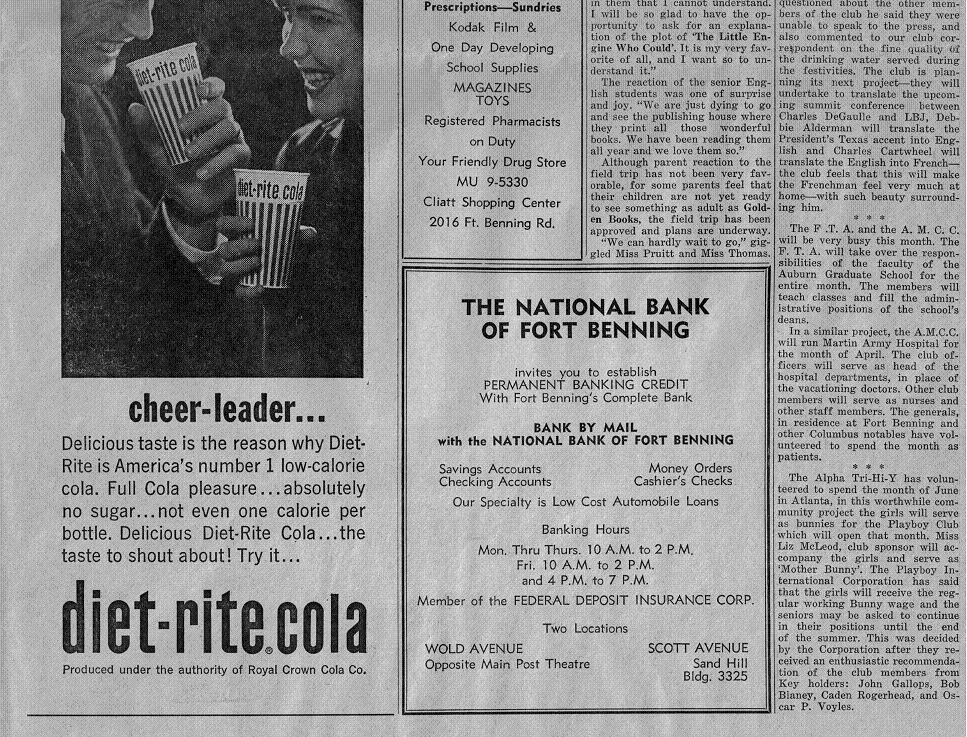 diet-rite cola
diet-rite cola
cheer-leader...
Delicious taste is the reason why Diet-
Rite is America's number 1 low-calorie
cola. Full Cola pleasure...absolutely
no sugar...not even one calorie per
bottle. Delicious Diet-Rite Cola...the
taste to shout about! Try it...
diet-rite® cola
Produced under the authority of Royal Crown Cola Co.
Prescriptions—Sundries
Kodak Film &
One Day Developing
School Supplies
MAGAZINES
TOYS
Registered Pharmacists
on Duty
Your Friendly Drug Store
MU 9-5330
Cliatt Shopping Center
2016 Ft. Benning Rd.
THE NATIONAL BANK
OF FORT BENNING
invites you to establish
PERMANENT BANKING CREDIT
With Fort Benning's Complete Bank
BANK BY MAIL
with the NATIONAL BANK OF FORT BENNING
Savings Accounts Money Orders
Checking Accounts Cashier's Checks
Our Specialty is Low Cost Automobile Loans
Banking Hours
Mon. Thru Thurs. 10 A.M. to 2 P.M.
Fri. 10 A.M. to 2 P.M.
and 4 P.M. to 7 P.M.
Member of the FEDERAL DEPOSIT INSURANCE CORP.
Two Locations
WOLD AVENUE SCOTT AVENUE
Opposite Main Post Theatre Sand Hill
Bldg. 3325
in them that I cannot understand.
I will be so glad to have the op-
portunity to ask for an explana-
tion of the plot of 'The Little En-
gine Who Could'. It is my very fav-
orite of all, and I want so to un-
derstand it."
The reaction of the senior Eng-
lish students was one of surprise
and joy. "We are just dying to go
and see the publishing house where
they print all those wonderful
books. We have been reading them
all year and we love them so."
Although parent reaction to the
field trip has not been very fav-
orable, for some parents feel that
their children are not yet ready
to see something as adult as Gold-
en Books, the field trip has been
approved and plans are underway.
"We can hardly wait to go," gig-
gled Miss Pruitt and Miss Thomas.
questioned about the other mem-
bers of the club he said they were
unable to speak to the press, and
also commented to our club cor-
respondent on the fine quality of
the drinking water served during
the festivities. The club is plan-
ning its next project—they will
undertake to translate the upcom-
ing summit conference between
Charles DeGaulle and LBJ, Deb-
bie Alderman will translate the
President's Texas accent into Eng-
lish and Charles Cartwheel will
translate the English into French—
the club feels that this will make
the Frenchman feel very much at
home—with such beauty surround-
ing him.
* * *
The F .T. A. and the A. M. C. C.
will be very busy this month. The
F. T. A. will take over the respon-
sibilities of the faculty of the
Auburn Graduate School for the
entire month. The members will
teach classes and fill the admin-
istrative positions of the school's
deans.
In a similar project, the A.M.C.C.
will run Martin Army Hospital for
the month of April. The club of-
ficers will serve as head of the
hospital departments, in place of
the vacationing doctors. Other club
members will serve as nurses and
other staff members. The generals,
in residence at Fort Benning and
other Columbus notables have vol-
unteered to spend the month as
patients.
* * *
The Alpha Tri-Hi-Y has volun-
teered to spend the month of June
in Atlanta, in this worthwhile com-
munity project the girls will serve
as bunnies for the Playboy Club
which will open that month. Miss
Liz McLeod, club sponsor will ac-
company the girls and serve as
'Mother Bunny'. The Playboy In-
ternational Corporation has said
that the girls will receive the reg-
ular working Bunny wage and the
seniors may be asked to continue
in their positions until the end
of the summer. This was decided
by the Corporation after they re-
ceived an enthusiastic recommenda-
tion of the club members from
Key holders: John Gallops, Bob
Blaney, Caden Rogerhead, and Os-
car P. Voyles.